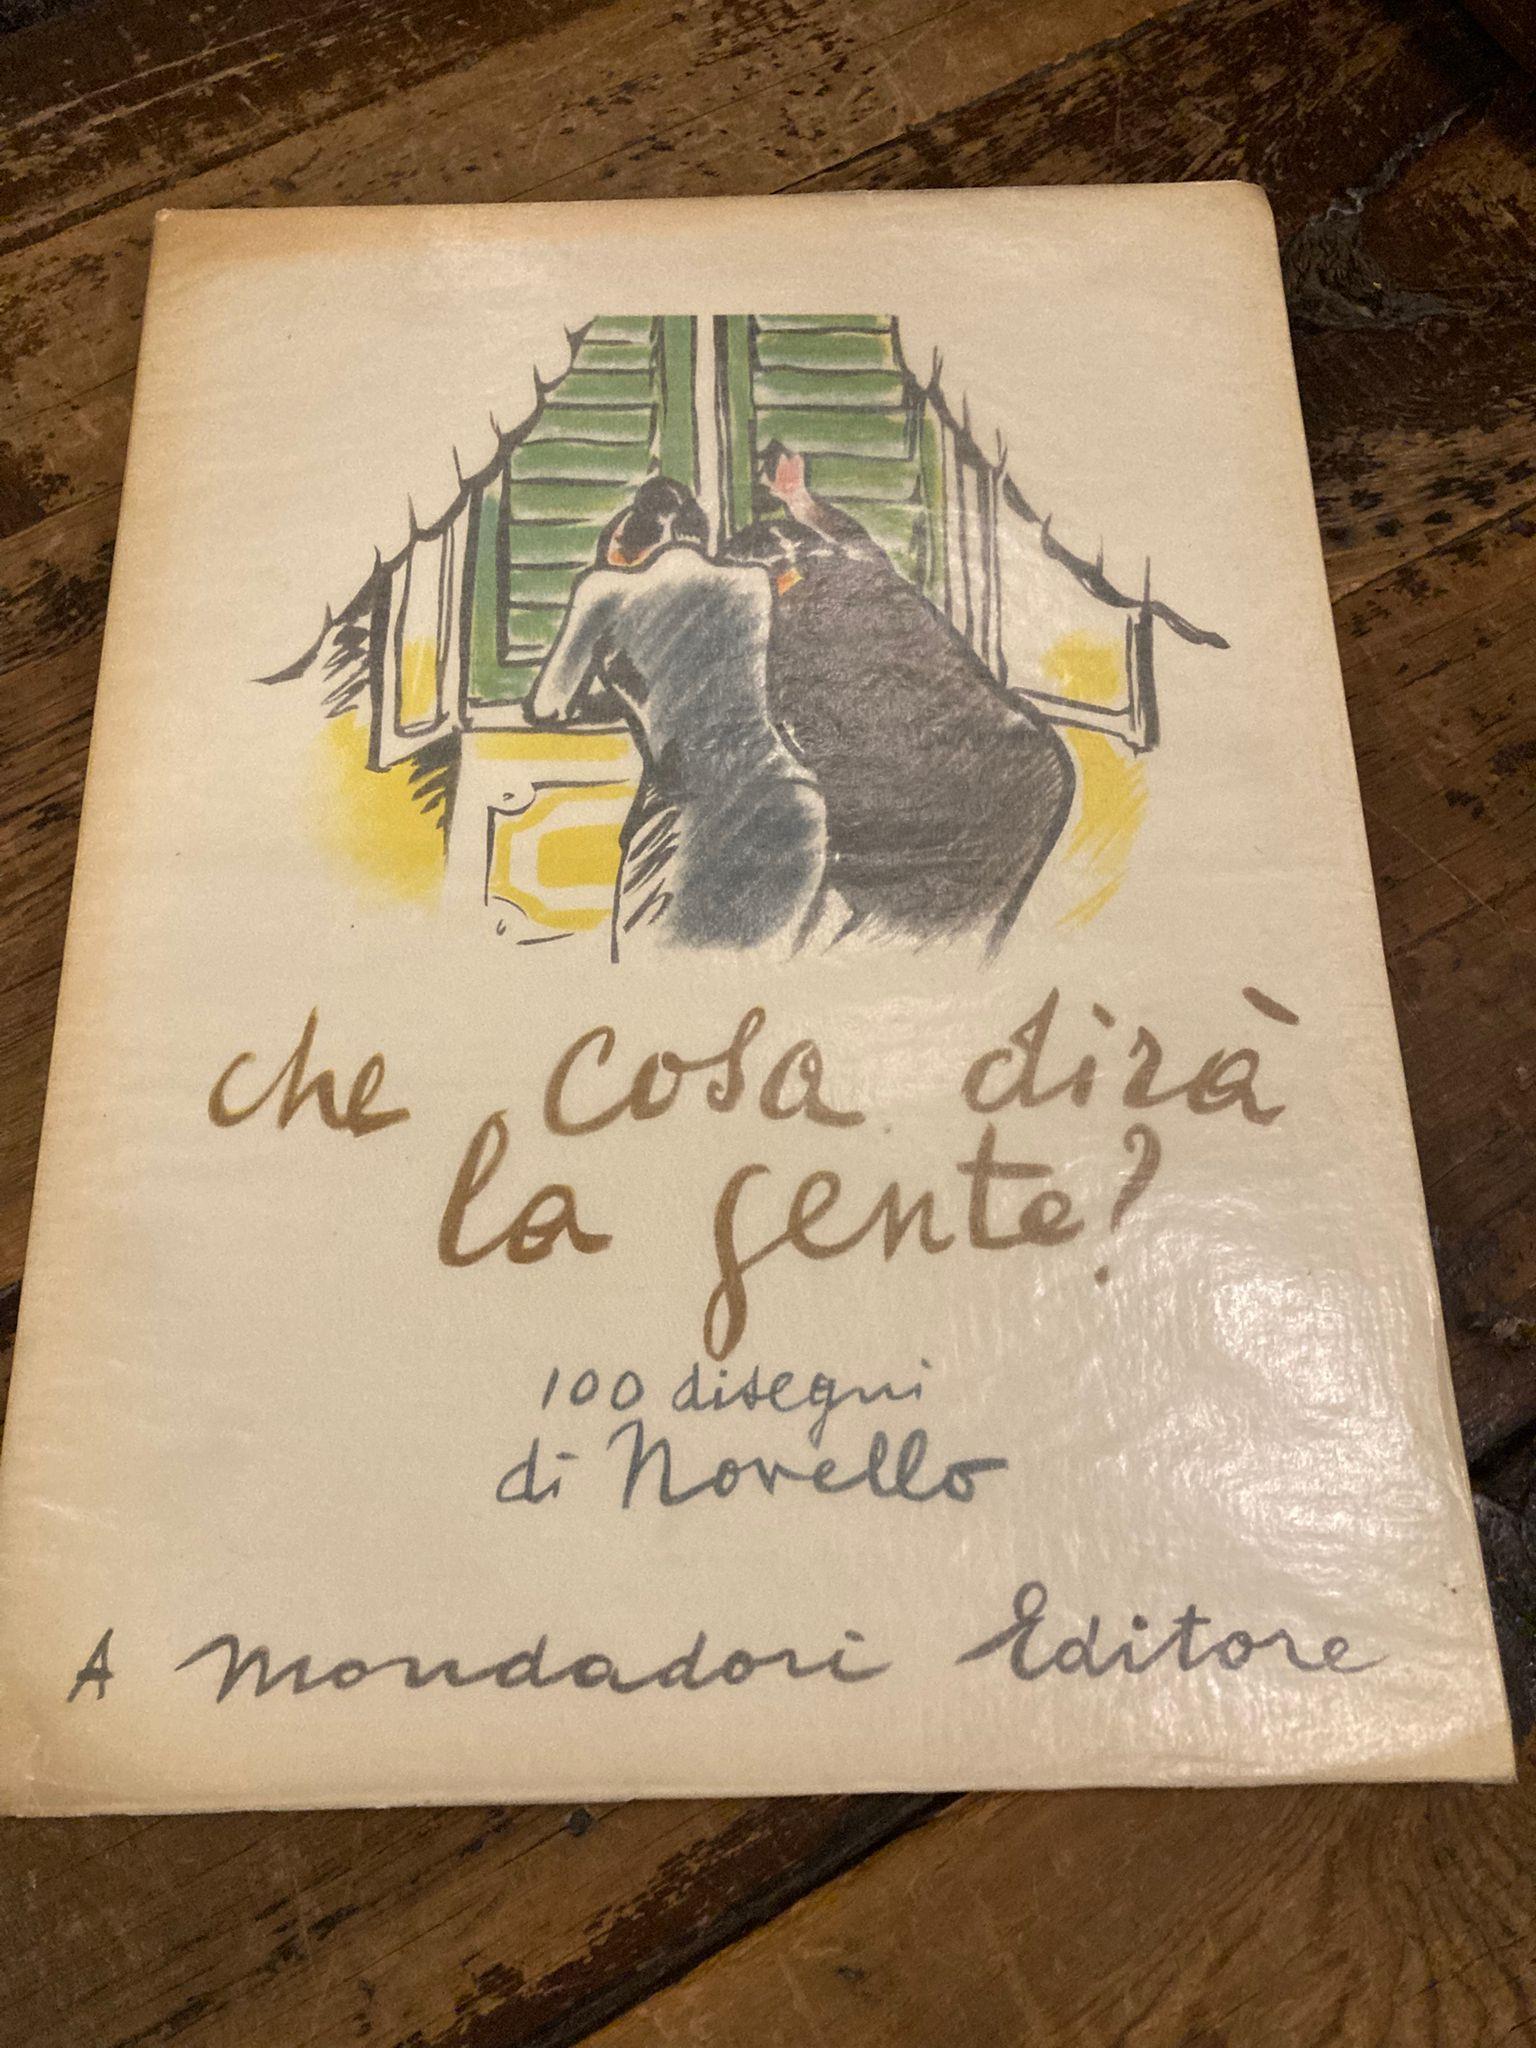 che cosa dirà
la gente?
100 disegni
di Novello
A Mondadori Editore